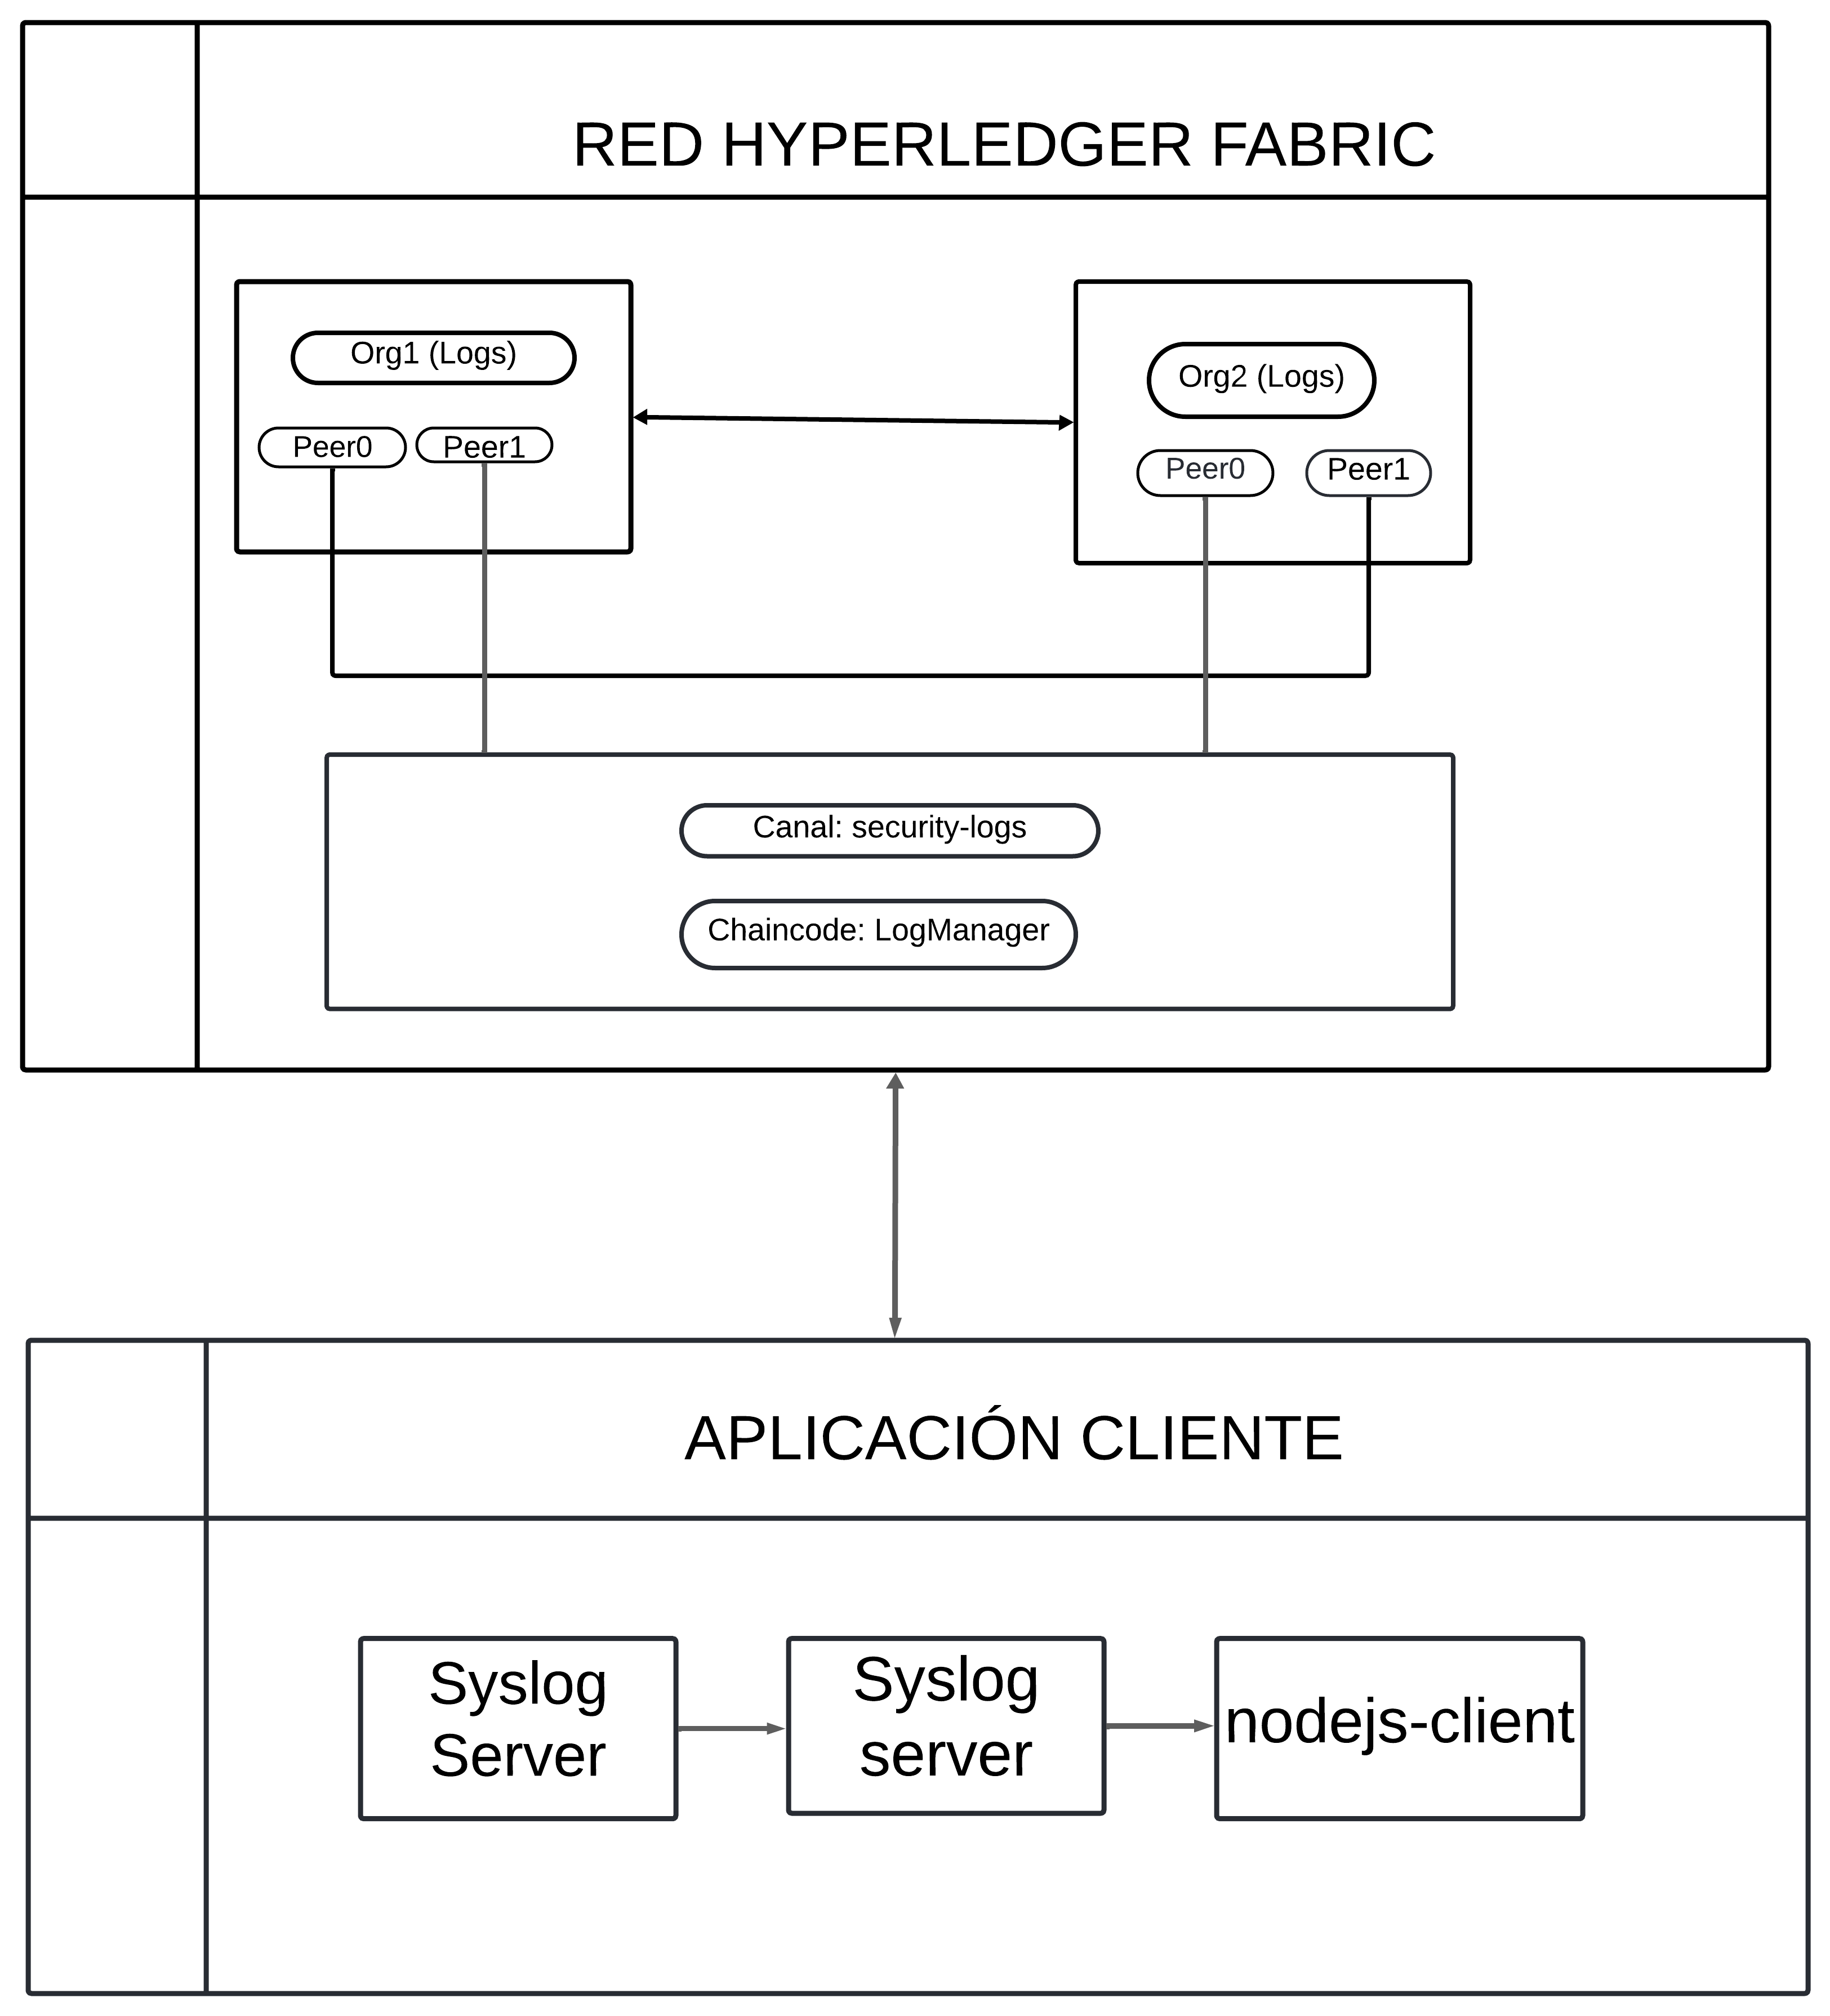 RED HYPERLEDGER FABRIC
Org1 (Logs)
Peer0
Peer1
Org2 (Logs)
Peer0
Peer1
Canal: security-logs
Chaincode: LogManager
APLICACIÓN CLIENTE
Syslog
Server
Syslog
server
nodejs-client